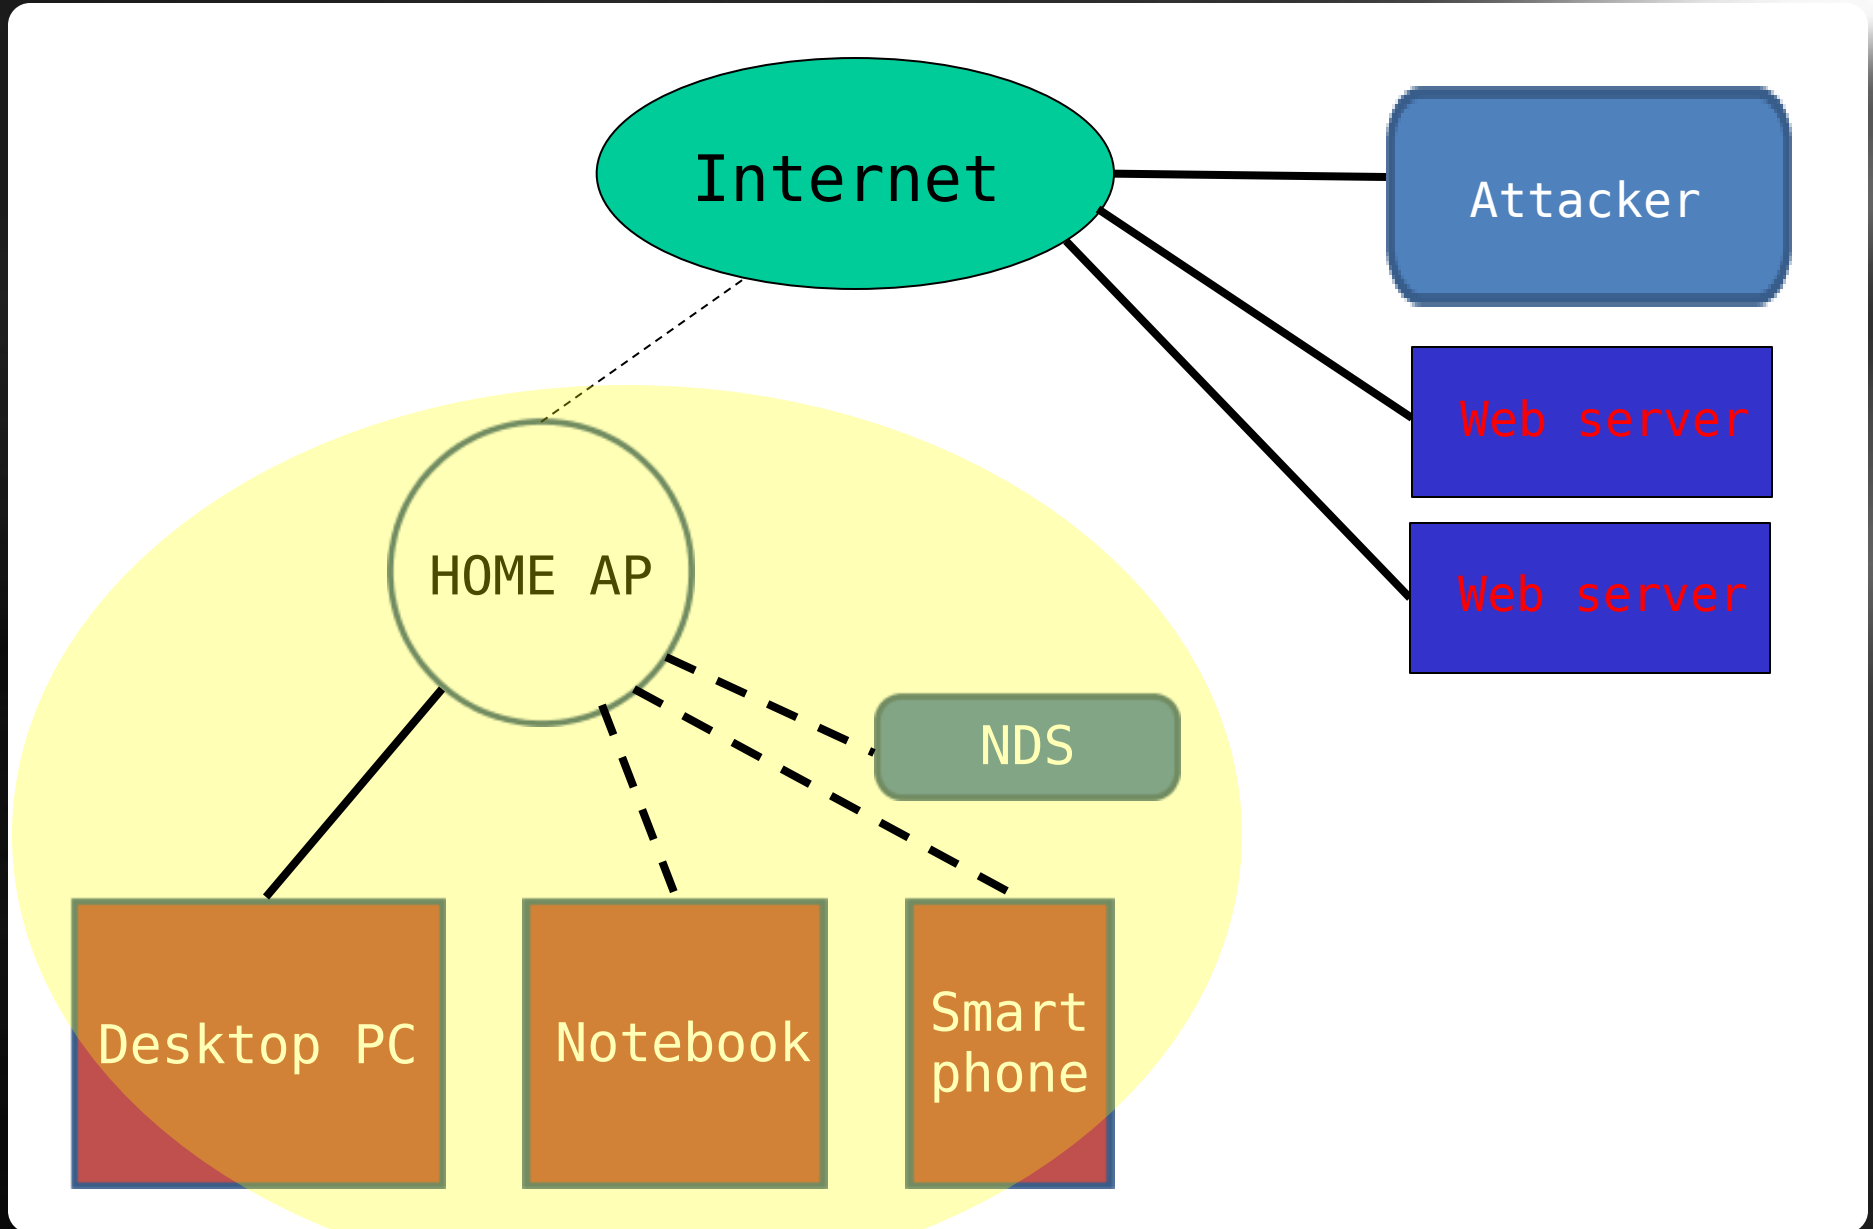 Internet
Attacker
Web server
Web server
HOME AP
NDS
Desktop PC
Notebook
Smart
phone